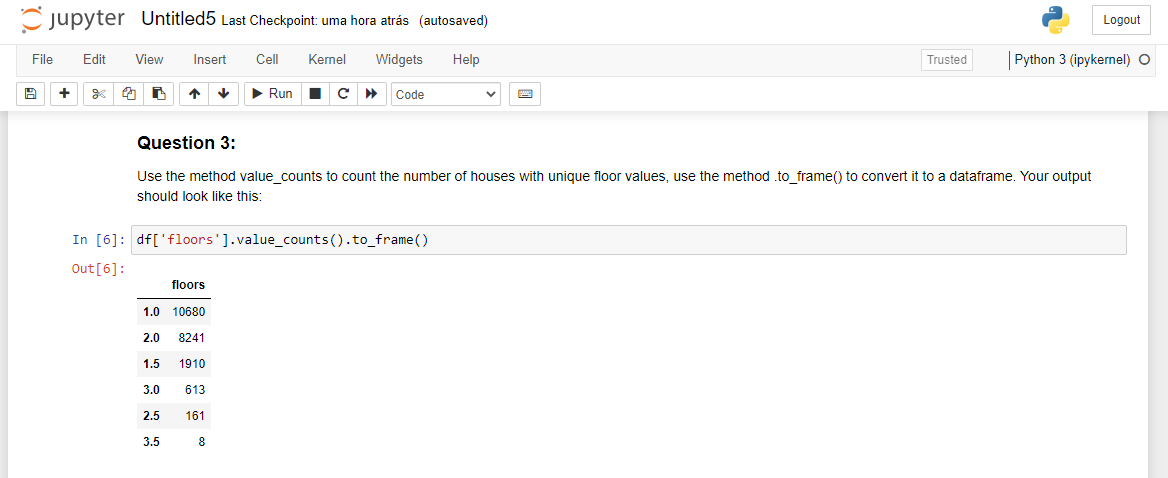 jupyter Untitled5 Last Checkpoint: uma hora atrás (autosaved) Logout
File Edit View Insert Cell Kernel Widgets Help Trusted Python 3 (ipykernel)
Run Code
Question 3:
Use the method value_counts to count the number of houses with unique floor values, use the method .to_frame() to convert it to a dataframe. Your output
should look like this:
In [6]: df['floors'].value_counts().to_frame()
Out[6]:
floors
1.0 10680
2.0 8241
1.5 1910
3.0 613
2.5 161
3.5 8